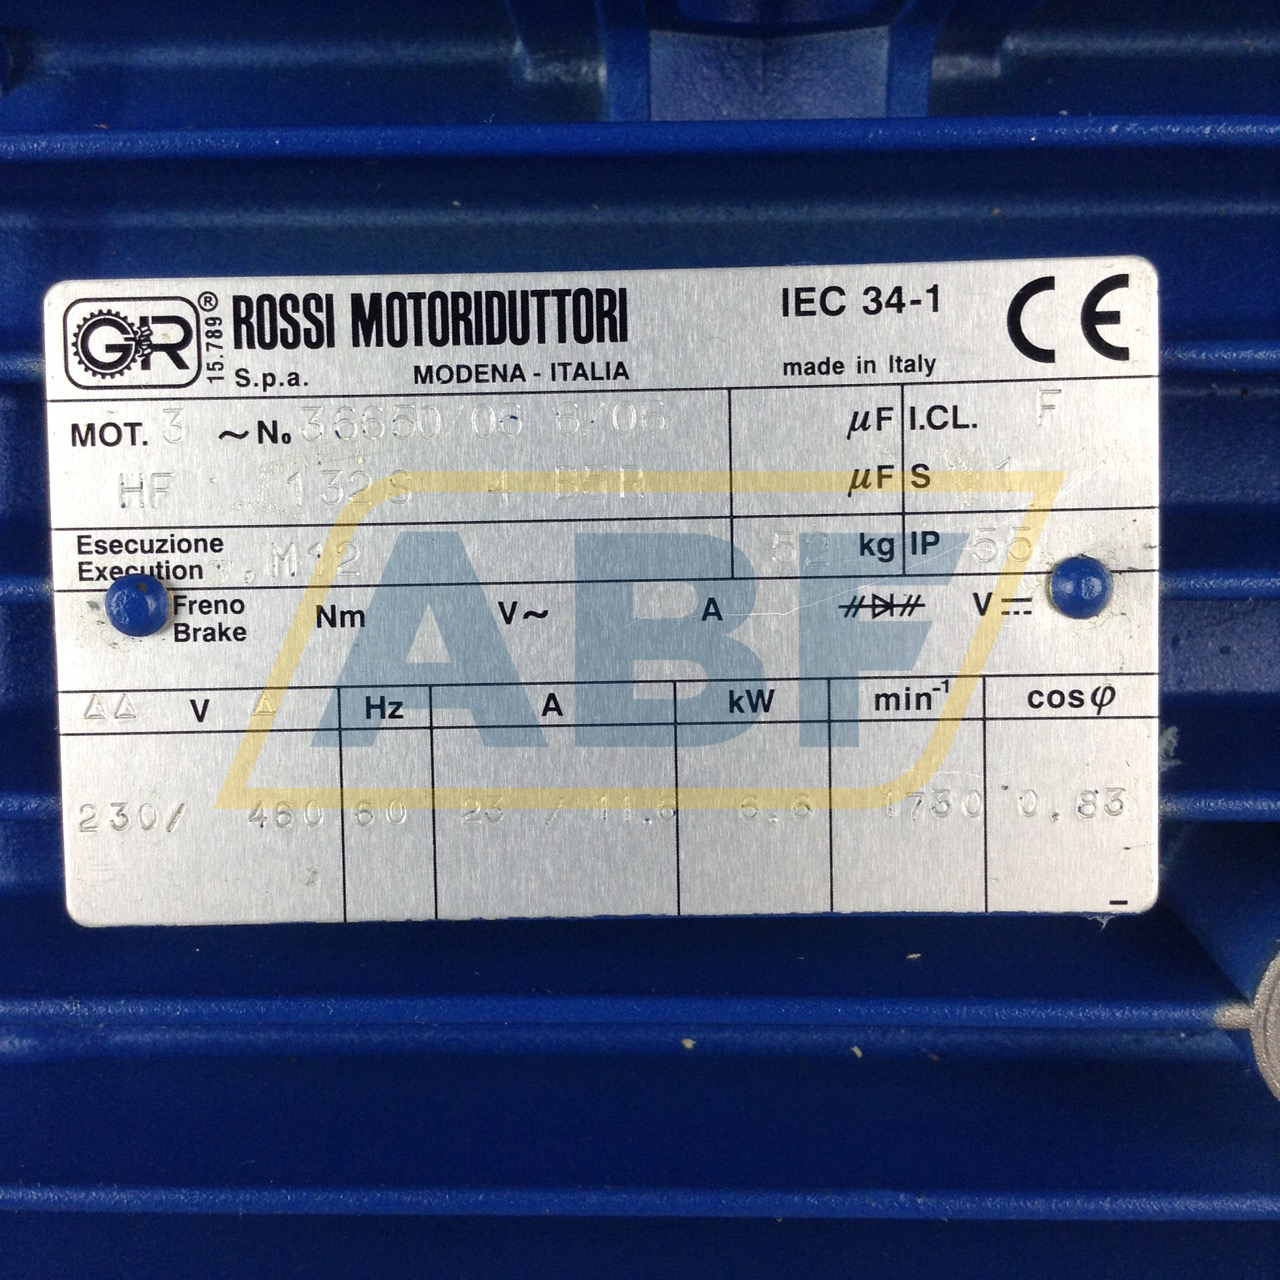 GR
®
15.789
ROSSI MOTORIDUTTORI
S.p.a. MODENA - ITALIA
IEC 34-1
made in Italy
CE
MOT. 3 ~ No 36650/06 6/06
HF 132S 4
µF I.CL. F
µF S 1
Esecuzione
Execution ,M12
52 kg IP 55
Freno
Brake Nm V~ A V
ΔΔ V Δ Hz A kW min-1 cosφ
230/ 460 60 23 / 11.6 6.6 1730 0.83
ABF